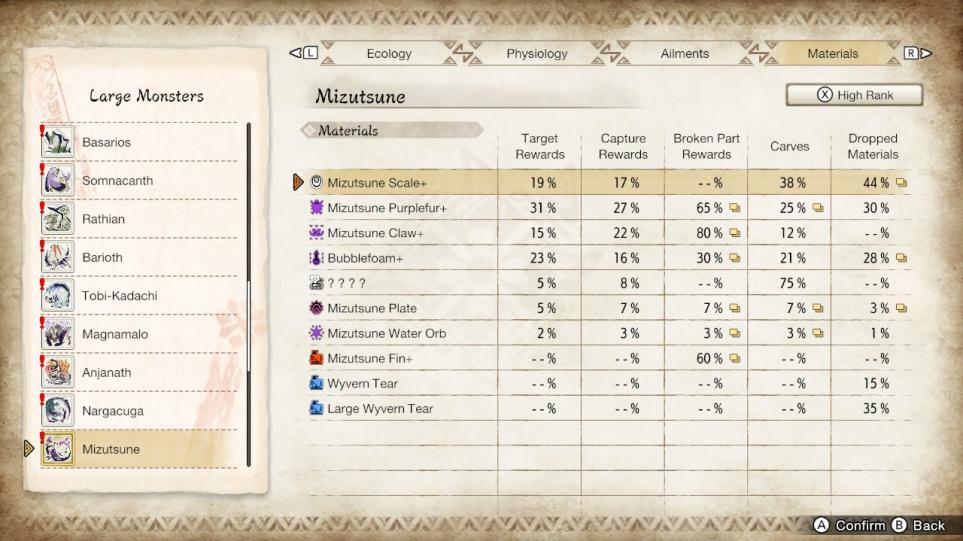 L Ecology Physiology Ailments Materials R
Large Monsters
Basarios
Somnacanth
Rathian
Barioth
Tobi-Kadachi
Magnamalo
Anjanath
Nargacuga
Mizutsune
Mizutsune
X High Rank
Materials
Target Rewards Capture Rewards Broken Part Rewards Carves Dropped Materials
Mizutsune Scale+ 19 % 17 % - - % 38 % 44 %
Mizutsune Purplefur+ 31 % 27 % 65 % 25 % 30 %
Mizutsune Claw+ 15 % 22 % 80 % 12 % - - %
Bubblefoam+ 23 % 16 % 30 % 21 % 28 %
? ? ? ? 5 % 8 % - - % 75 % - - %
Mizutsune Plate 5 % 7 % 7 % 7 % 3 %
Mizutsune Water Orb 2 % 3 % 3 % 3 % 1 %
Mizutsune Fin+ - - % - - % 60 % - - % - - %
Wyvern Tear - - % - - % - - % - - % 15 %
Large Wyvern Tear - - % - - % - - % - - % 35 %
A Confirm B Back